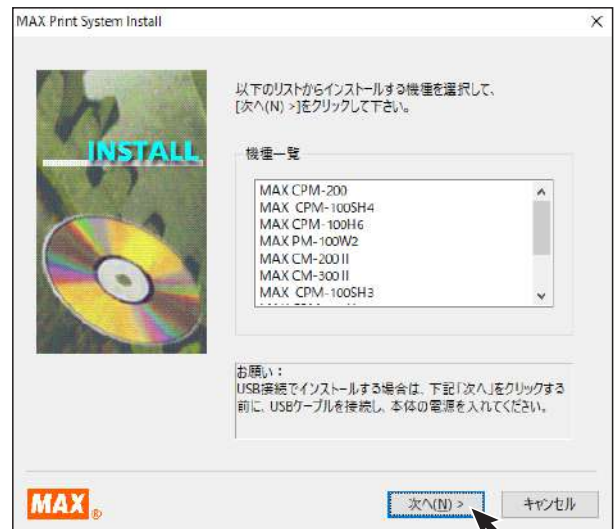 MAX Print System Install
以下のリストからインストールする機種を選択して、
[次へ(N) >]をクリックして下さい。
INSTALL
機種一覧
MAX CPM-200
MAX CPM-100SH4
MAX CPM-100H6
MAX PM-100W2
MAX CM-200II
MAX CM-300II
MAX CPM-100SH3
お願い：
USB接続でインストールする場合は、下記「次へ」をクリックする
前に、USBケーブルを接続し、本体の電源を入れてください。
MAX®
次へ(N) >
キャンセル